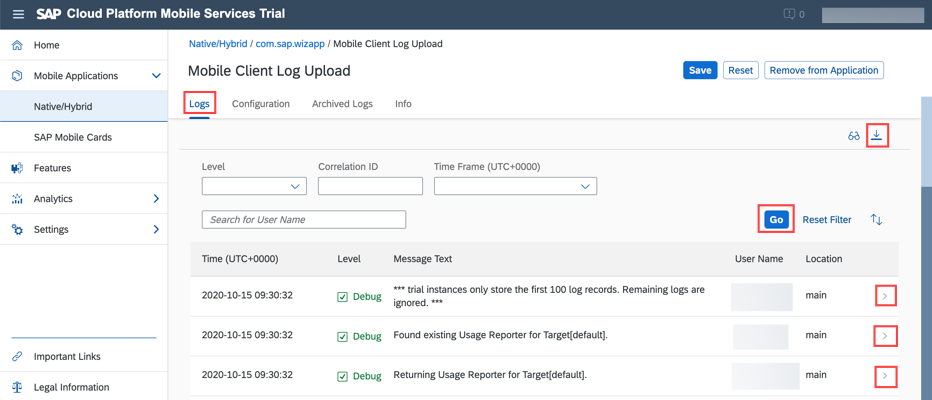 SAP Cloud Platform Mobile Services Trial
0
Home
Mobile Applications
Native/Hybrid
SAP Mobile Cards
Features
Analytics
Settings
Important Links
Legal Information
Native/Hybrid / com.sap.wizapp / Mobile Client Log Upload
Mobile Client Log Upload
Save Reset Remove from Application
Logs Configuration Archived Logs Info
Level Correlation ID Time Frame (UTC+0000)
Search for User Name
Go Reset Filter
Time (UTC+0000) Level Message Text User Name Location
2020-10-15 09:30:32 Debug *** trial instances only store the first 100 log records. Remaining logs are main
ignored. ***
2020-10-15 09:30:32 Debug Found existing Usage Reporter for Target[default]. main
2020-10-15 09:30:32 Debug Returning Usage Reporter for Target[default]. main